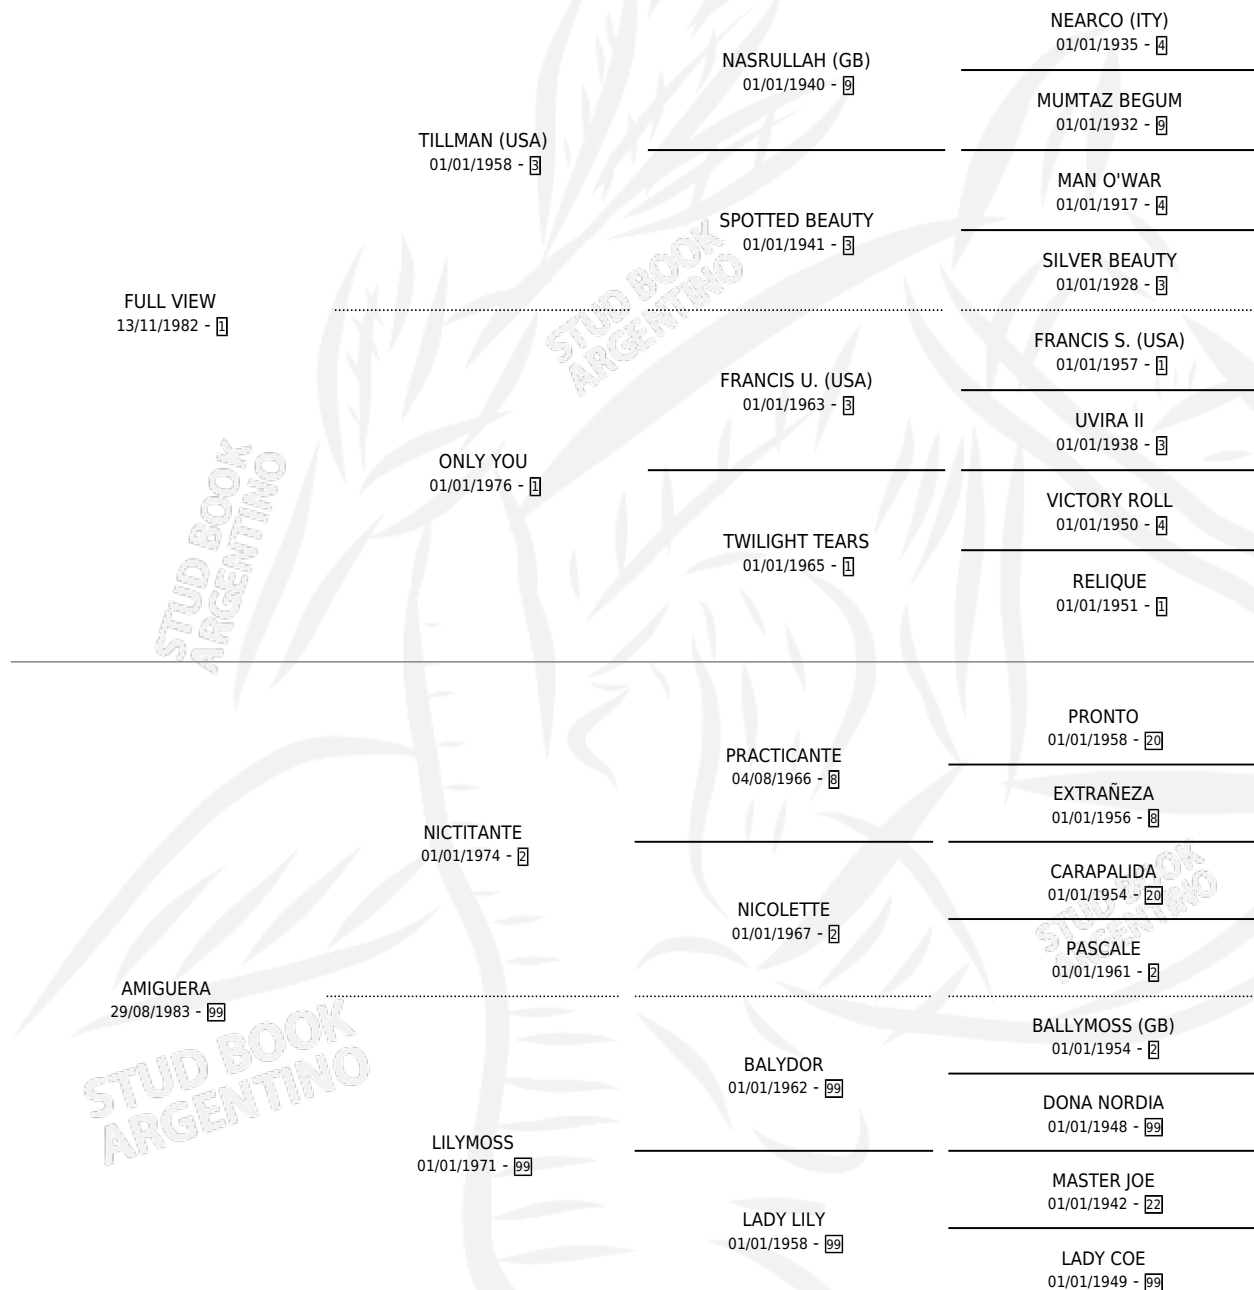 NEARCO (ITY)
01/01/1935 - 4
NASRULLAH (GB)
01/01/1940 - 9
MUMTAZ BEGUM
01/01/1932 - 9
TILLMAN (USA)
01/01/1958 - 3
MAN O'WAR
01/01/1917 - 4
SPOTTED BEAUTY
01/01/1941 - 3
SILVER BEAUTY
01/01/1928 - 3
STUD BOOK
ARGENTINO
FULL VIEW
13/11/1982 - 1
FRANCIS S. (USA)
01/01/1957 - 1
FRANCIS U. (USA)
01/01/1963 - 3
UVIRA II
01/01/1938 - 3
ONLY YOU
01/01/1976 - 1
VICTORY ROLL
01/01/1950 - 4
TWILIGHT TEARS
01/01/1965 - 1
RELIQUE
01/01/1951 - 1
STUD BOOK
ARGENTINO
PRONTO
01/01/1958 - 20
PRACTICANTE
04/08/1966 - 8
EXTRAÑEZA
01/01/1956 - 8
NICTITANTE
01/01/1974 - 2
CARAPALIDA
01/01/1954 - 20
NICOLETTE
01/01/1967 - 2
PASCALE
01/01/1961 - 2
STUD BOOK
ARGENTINO
AMIGUERA
29/08/1983 - 99
BALLYMOSS (GB)
01/01/1954 - 2
BALYDOR
01/01/1962 - 99
DONA NORDIA
01/01/1948 - 99
STUD BOOK
ARGENTINO
LILYMOSS
01/01/1971 - 99
MASTER JOE
01/01/1942 - 22
LADY LILY
01/01/1958 - 99
LADY COE
01/01/1949 - 99